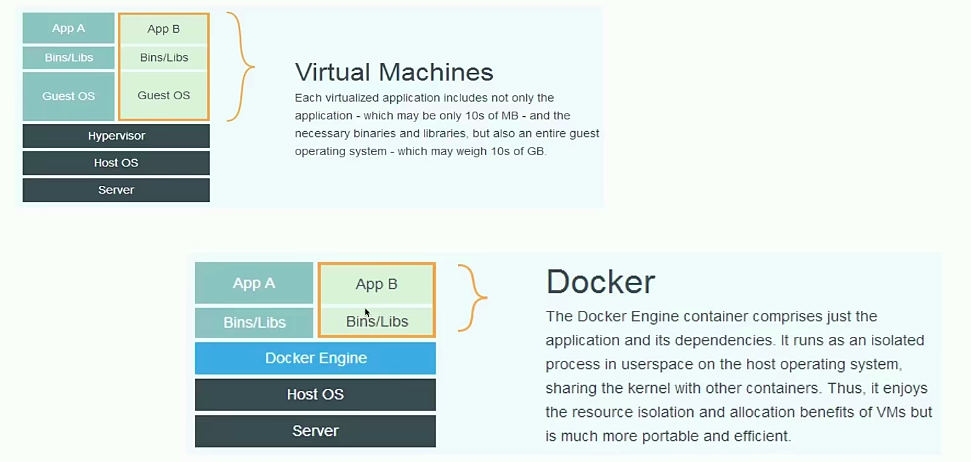 App A
App B
Bins/Libs
Bins/Libs
Guest OS
Guest OS
Hypervisor
Host OS
Server
Virtual Machines
Each virtualized application includes not only the
application - which may be only 10s of MB - and the
necessary binaries and libraries, but also an entire guest
operating system - which may weigh 10s of GB.
App A
App B
Bins/Libs
Bins/Libs
Docker Engine
Host OS
Server
Docker
The Docker Engine container comprises just the
application and its dependencies. It runs as an isolated
process in userspace on the host operating system,
sharing the kernel with other containers. Thus, it enjoys
the resource isolation and allocation benefits of VMs but
is much more portable and efficient.